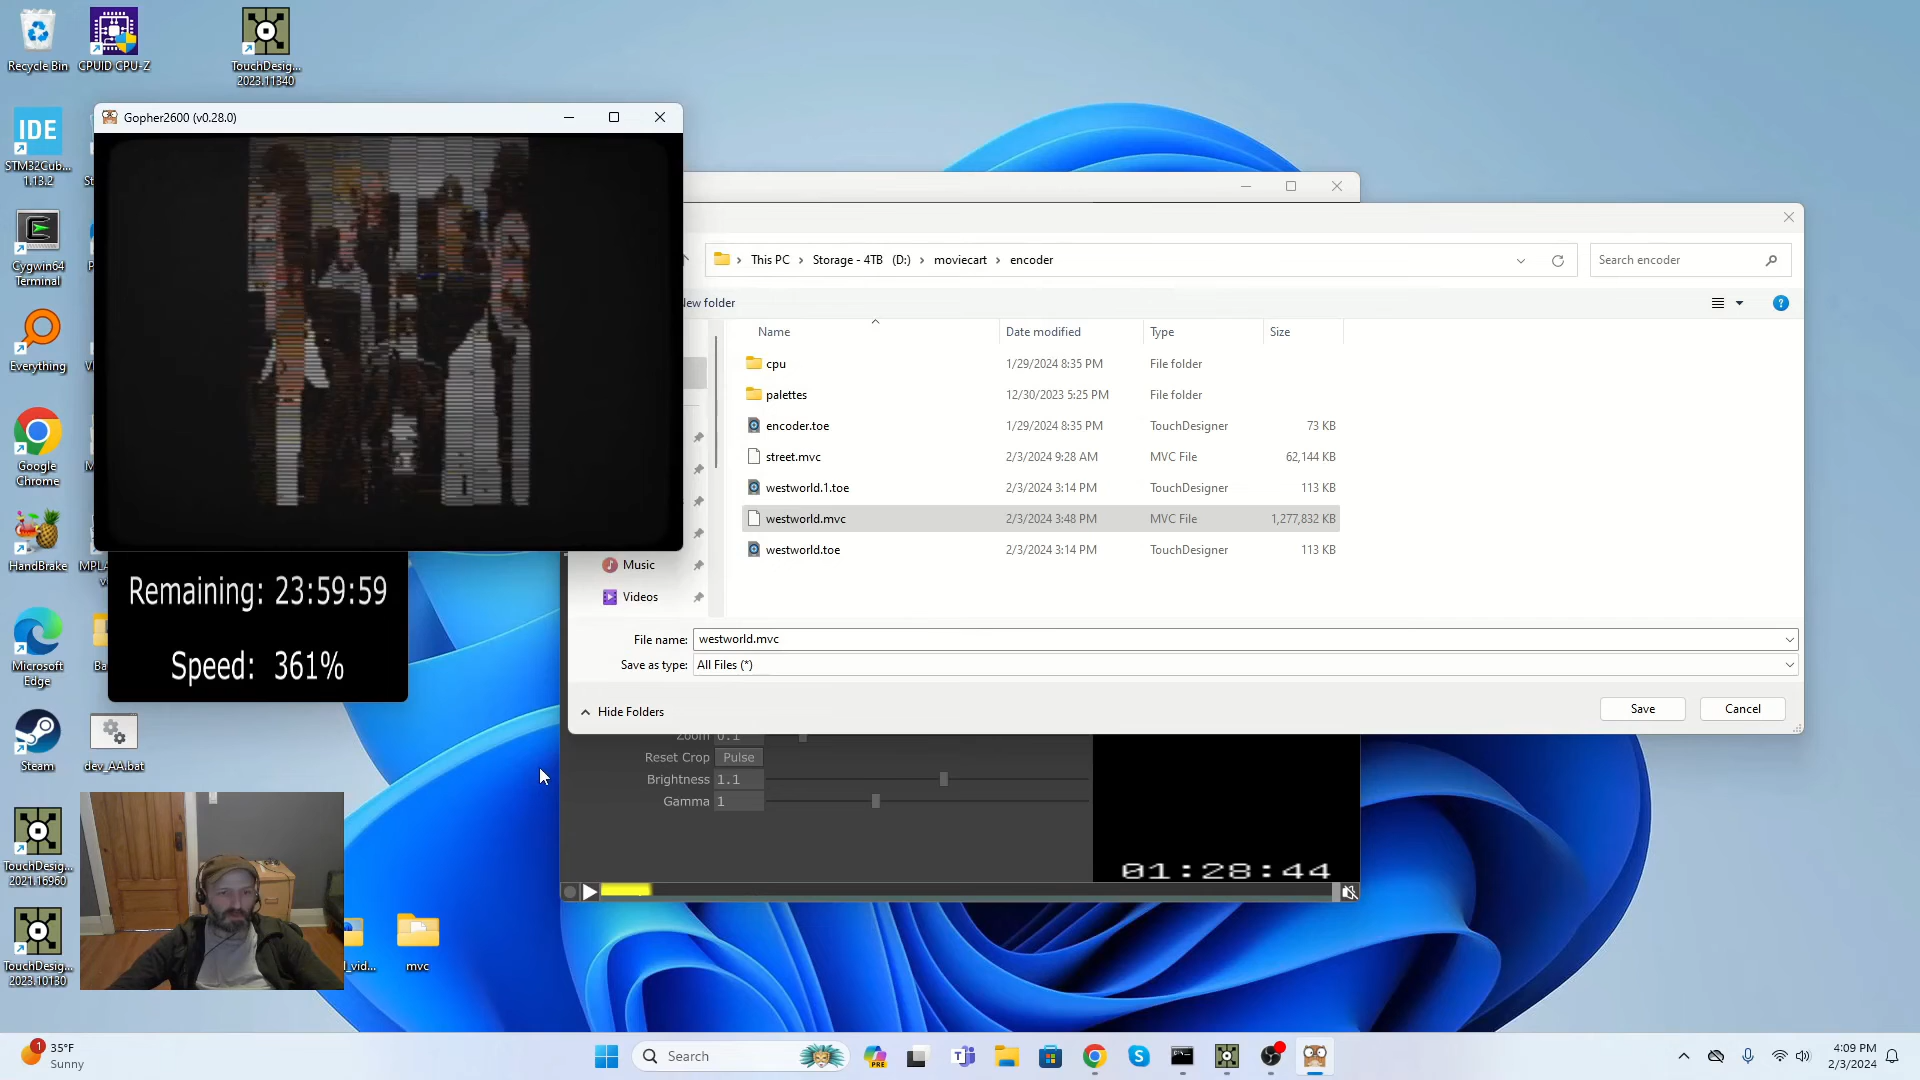 Recycle Bin
CPUID CPU-Z
TouchDesig...
2023.11340
IDE
STM32Cub...
1.13.2
Cygwin64
Terminal
Everything
Google
Chrome
HandBrake
Microsoft
Edge
Steam
dev_AA.bat
TouchDesig...
2021.16960
TouchDesig...
2023.10130
mvc
Gopher2600 (v0.28.0)
Remaining: 23:59:59
Speed: 361%
This PC
Storage - 4TB (D:)
moviecart
encoder
Search encoder
New folder
Name
Date modified
Type
Size
cpu
1/29/2024 8:35 PM
File folder
palettes
12/30/2023 5:25 PM
File folder
encoder.toe
1/29/2024 8:35 PM
TouchDesigner
73 KB
street.mvc
2/3/2024 9:28 AM
MVC File
62,144 KB
westworld.1.toe
2/3/2024 3:14 PM
TouchDesigner
113 KB
westworld.mvc
2/3/2024 3:48 PM
MVC File
1,277,832 KB
westworld.toe
2/3/2024 3:14 PM
TouchDesigner
113 KB
Music
Videos
File name: westworld.mvc
Save as type: All Files (*)
Hide Folders
Save
Cancel
Zoom 0.1
Reset Crop Pulse
Brightness 1.1
Gamma 1
01:28:44
1
35°F
Sunny
Search
PRE
4:09 PM
2/3/2024